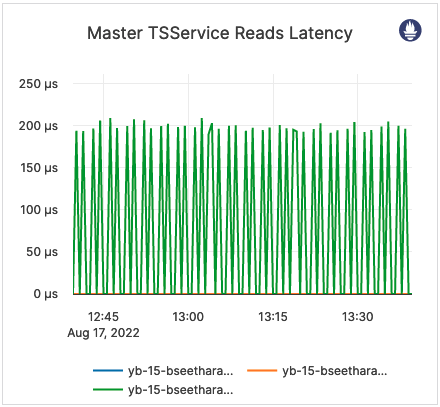 Master TSService Reads Latency
250 µs
200 µs
150 µs
100 µs
50 µs
0 µs
12:45 13:00 13:15 13:30
Aug 17, 2022
yb-15-bseethara... yb-15-bseethara...
yb-15-bseethara...